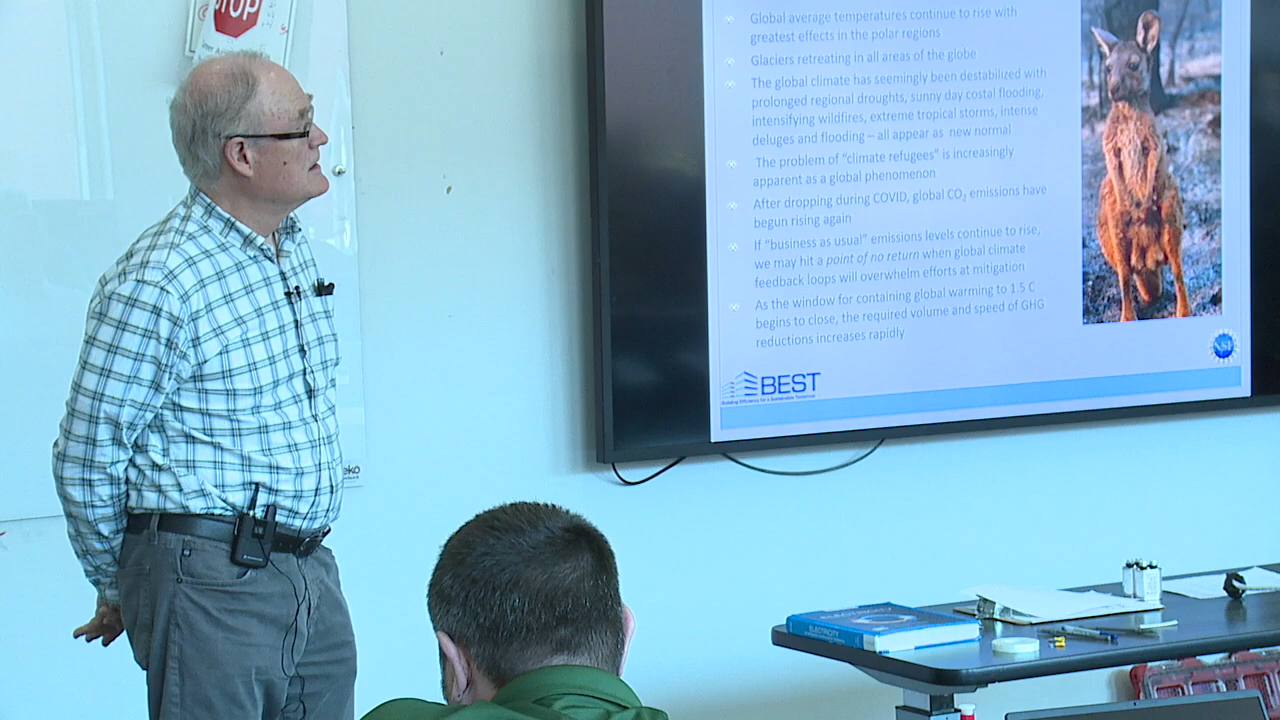 STOP
Global average temperatures continue to rise with
greatest effects in the polar regions
Glaciers retreating in all areas of the globe
The global climate has seemingly been destabilized with
prolonged regional droughts, sunny day costal flooding,
intensifying wildfires, extreme tropical storms, intense
deluges and flooding – all appear as new normal
The problem of “climate refugees” is increasingly
apparent as a global phenomenon
After dropping during COVID, global CO₂ emissions have
begun rising again
If “business as usual” emissions levels continue to rise,
we may hit a point of no return when global climate
feedback loops will overwhelm efforts at mitigation
As the window for containing global warming to 1.5 C
begins to close, the required volume and speed of GHG
reductions increases rapidly
BEST
Building Efficiency for a Sustainable Tomorrow
NSF
ELECTRICITY